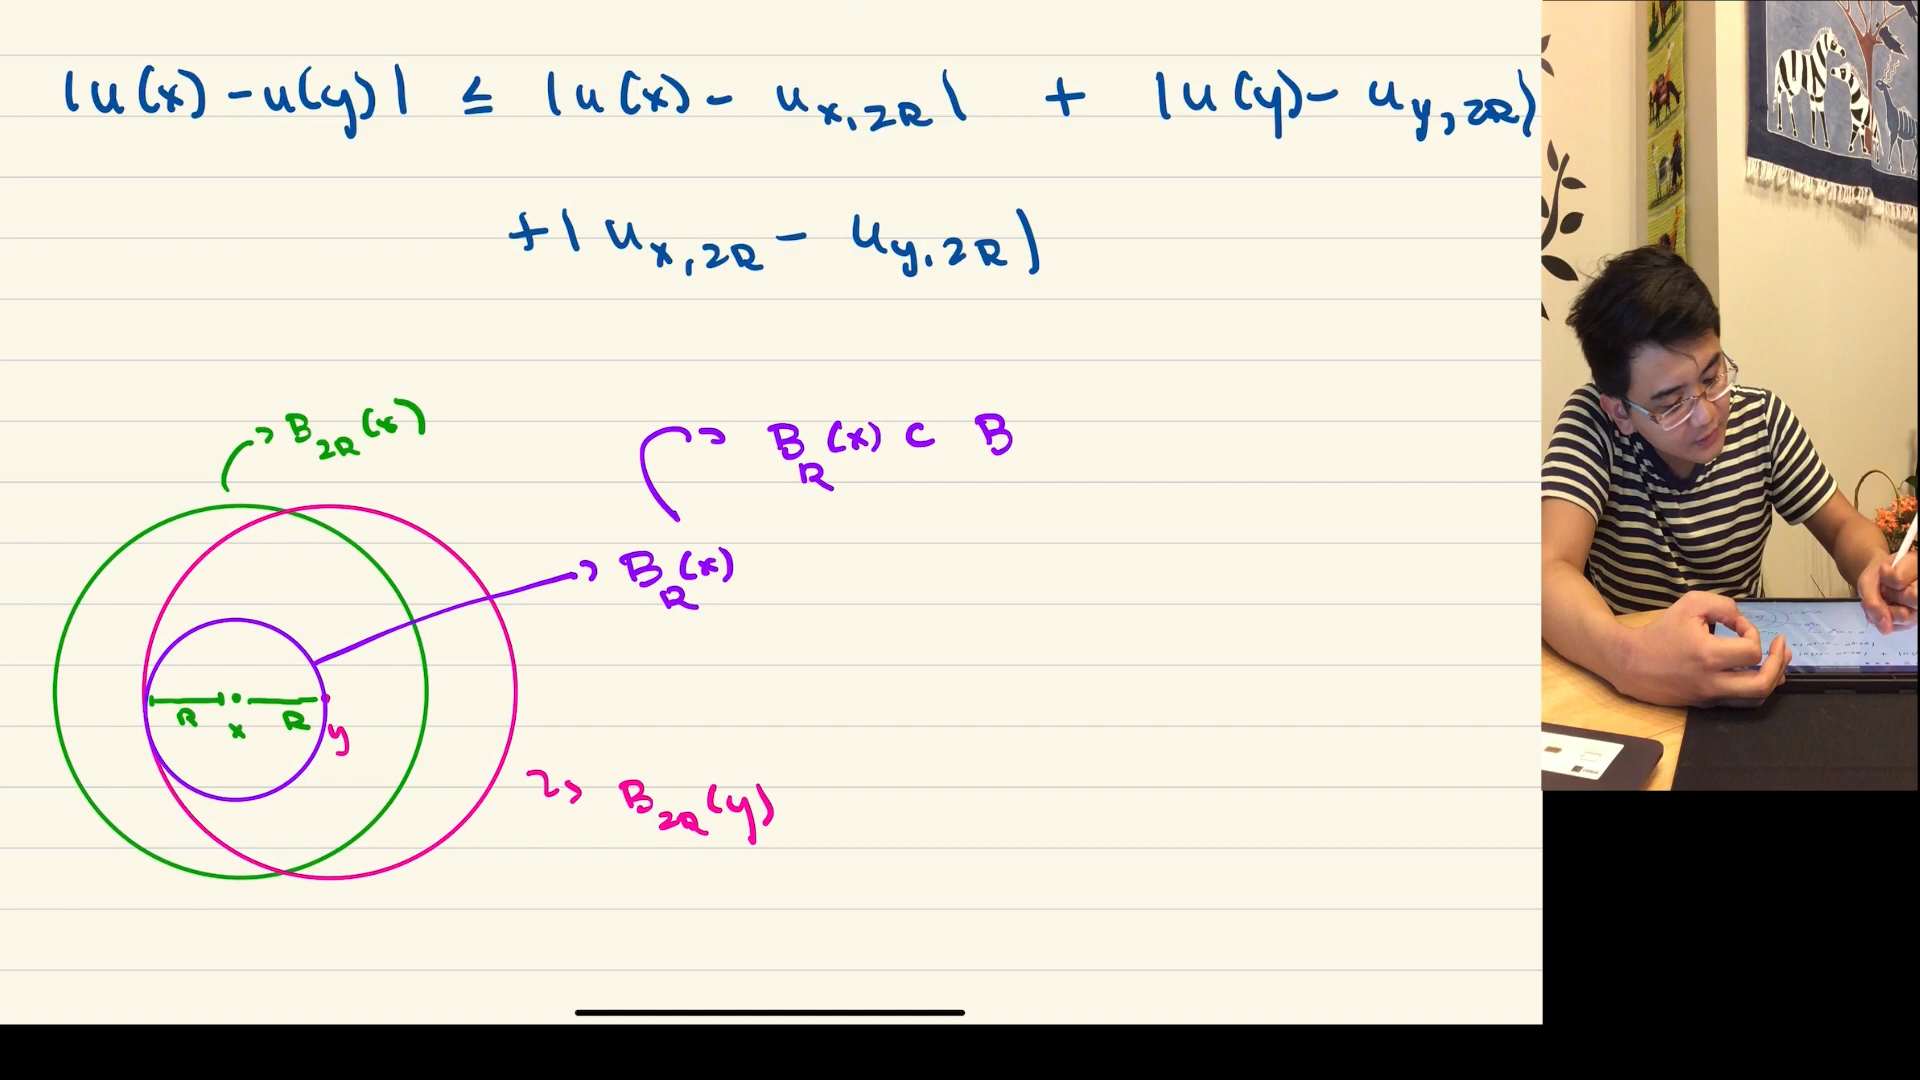 |u(x) - u(y)| ≤ |u(x) - u_{x,2R}| + |u(y) - u_{y,2R}|
+ |u_{x,2R} - u_{y,2R}|
→ B_{2R}(x)
→ B_R(x) ⊂ B
→ B_R(x)
R x R y
→ B_{2R}(y)